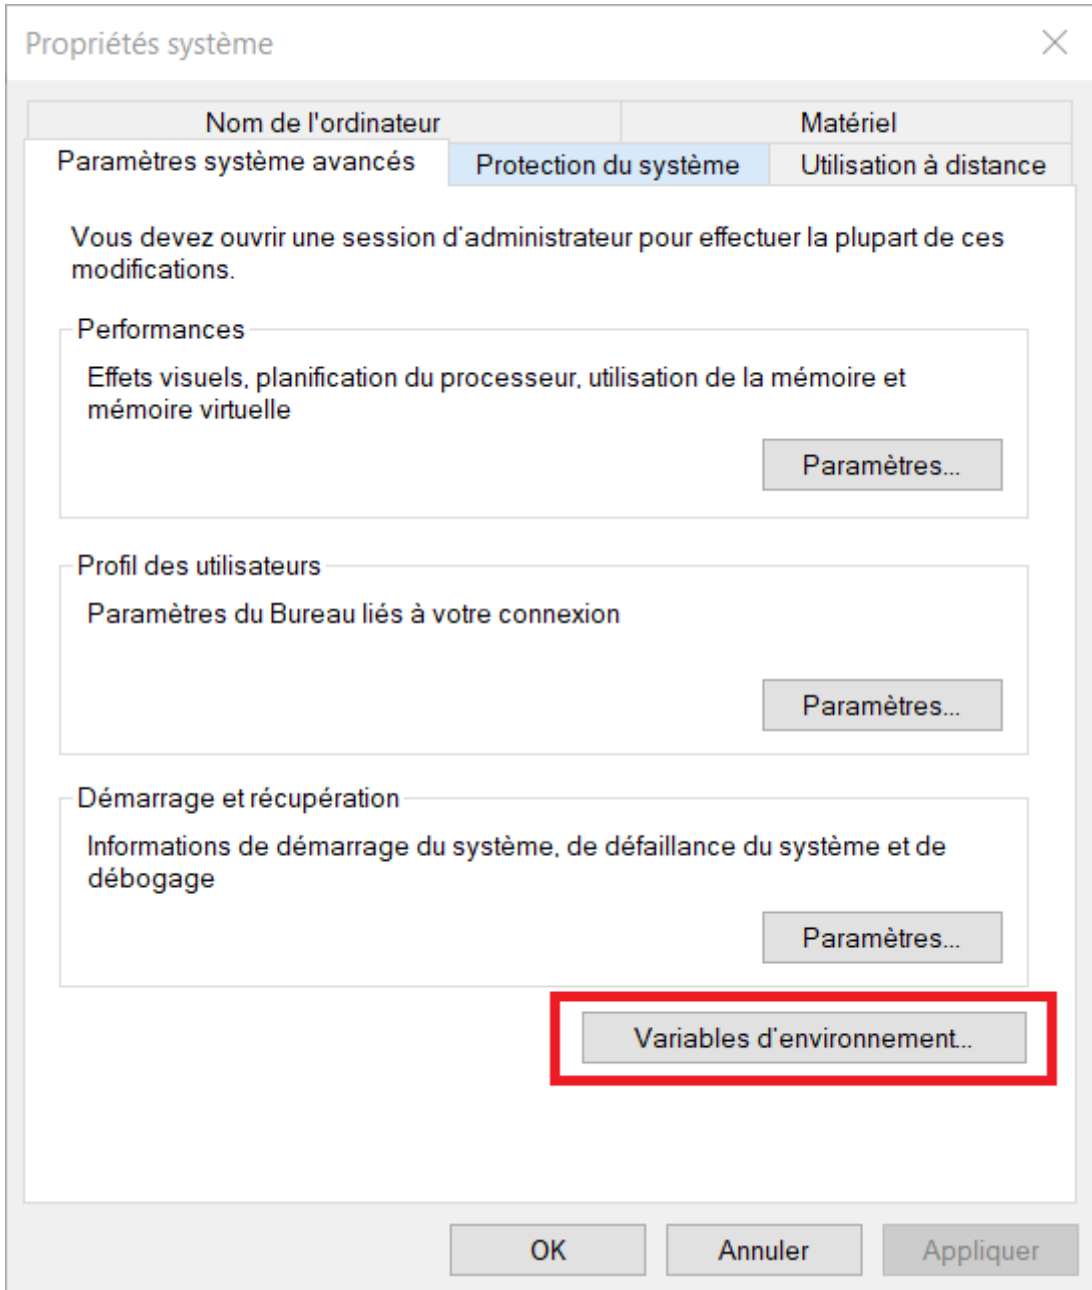 Propriétés système
Nom de l'ordinateur
Matériel
Paramètres système avancés
Protection du système
Utilisation à distance
Vous devez ouvrir une session d'administrateur pour effectuer la plupart de ces
modifications.
Performances
Effets visuels, planification du processeur, utilisation de la mémoire et
mémoire virtuelle
Paramètres...
Profil des utilisateurs
Paramètres du Bureau liés à votre connexion
Paramètres...
Démarrage et récupération
Informations de démarrage du système, de défaillance du système et de
débogage
Paramètres...
Variables d'environnement...
OK
Annuler
Appliquer